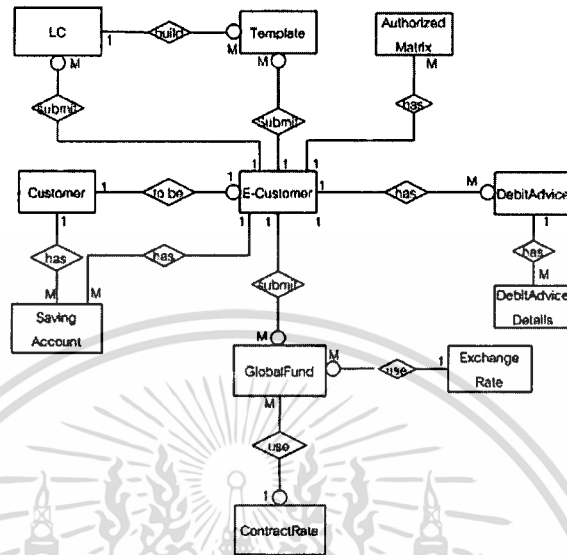 LC
1
build
M
Template
Authorized
Matrix
M
M
M
submit
Submit
has
1
1
1
Customer
1
to be
1
E-Customer
1
has
M
DebitAdvice
1
1
1
1
1
has
has
submit
has
M
M
M
Saving
Account
DebitAdvice
Details
M
GlobalFund
M
use
1
Exchange
Rate
M
use
1
ContractRate